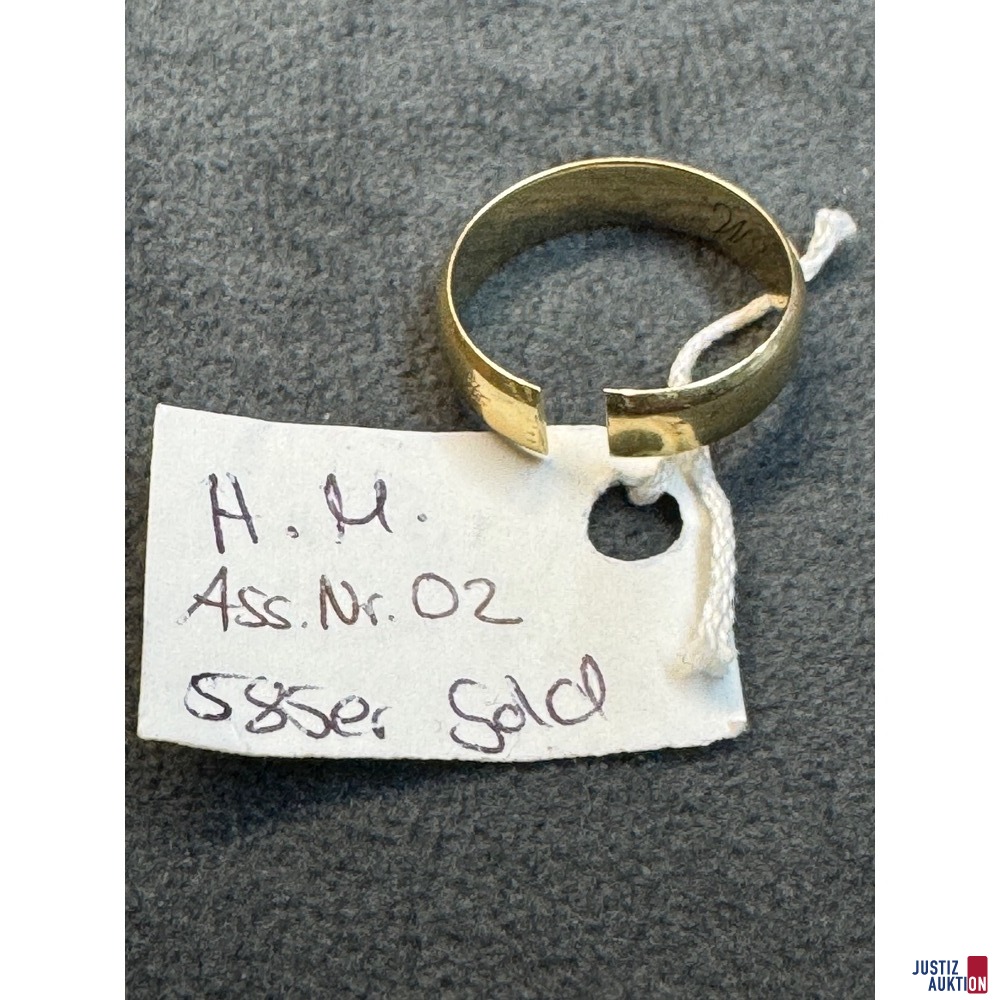 H. M.
Ass. Nr. 02
585er Gold
JUSTIZ
AUKTION